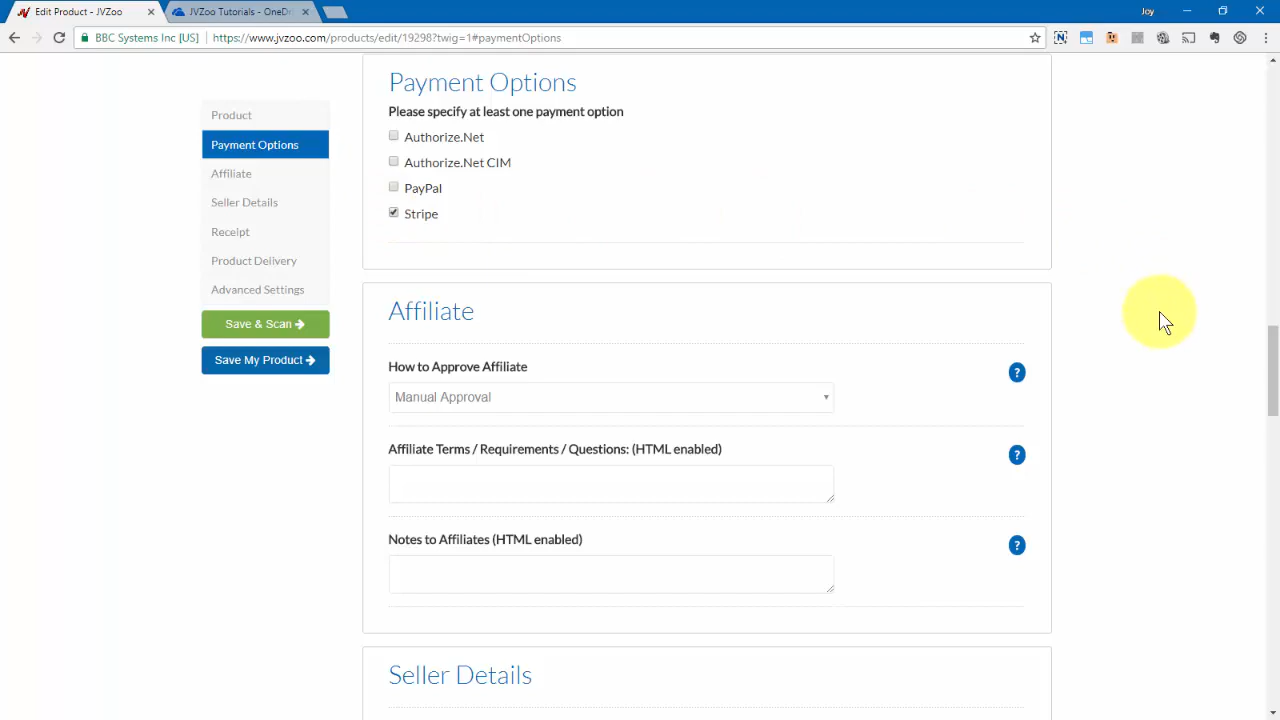 Edit Product - JVZoo
JVZoo Tutorials - OneDri
Joy
BBC Systems Inc [US]
https://www.jvzoo.com/products/edit/19298?twig=1#paymentOptions
Product
Payment Options
Affiliate
Seller Details
Receipt
Product Delivery
Advanced Settings
Save & Scan
Save My Product
Payment Options
Please specify at least one payment option
Authorize.Net
Authorize.Net CIM
PayPal
Stripe
Affiliate
How to Approve Affiliate
?
Manual Approval
Affiliate Terms / Requirements / Questions: (HTML enabled)
?
Notes to Affiliates (HTML enabled)
?
Seller Details